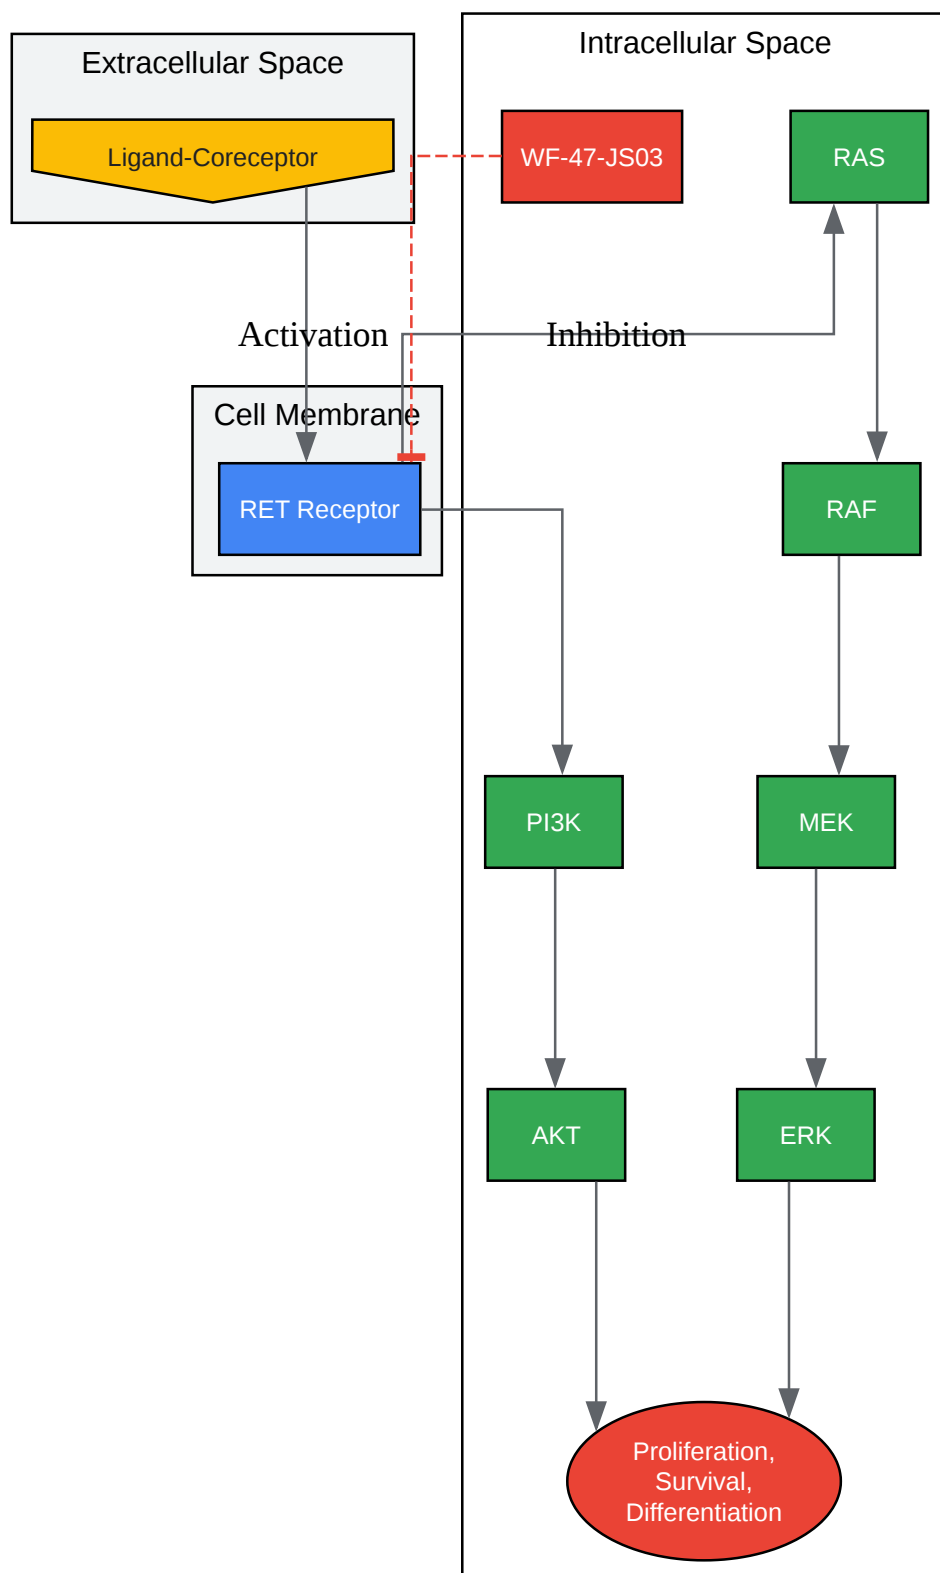 Extracellular Space
Intracellular Space
Ligand-Coreceptor
WF-47-JS03
RAS
Activation
Inhibition
Cell Membrane
RET Receptor
RAF
PI3K
MEK
AKT
ERK
Proliferation,
Survival,
Differentiation